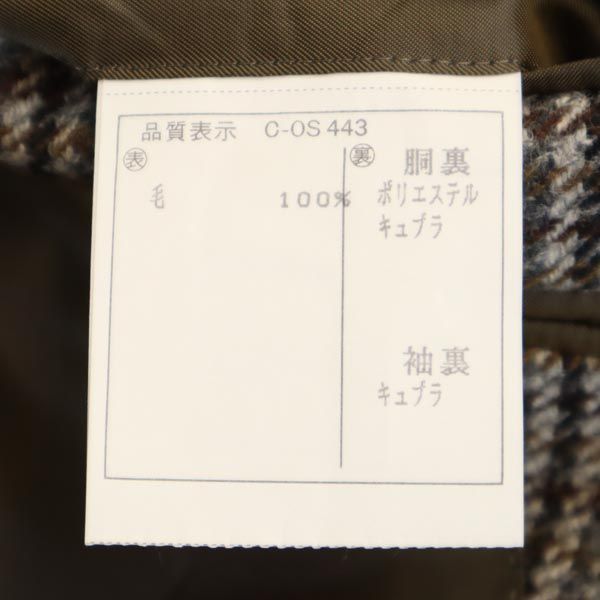 品質表示 C-OS 443
表
毛 100%
裏
胴裏
ポリエステル
キュプラ
袖裏
キュプラ